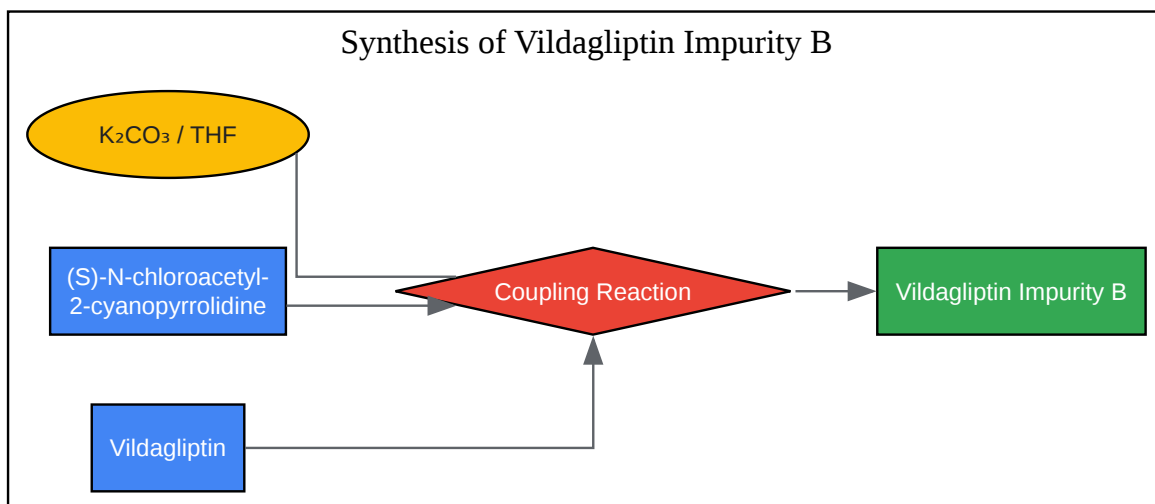 Synthesis of Vildagliptin Impurity B
K₂CO₃ / THF
(S)-N-chloroacetyl-
2-cyanopyrrolidine
Coupling Reaction
Vildagliptin Impurity B
Vildagliptin